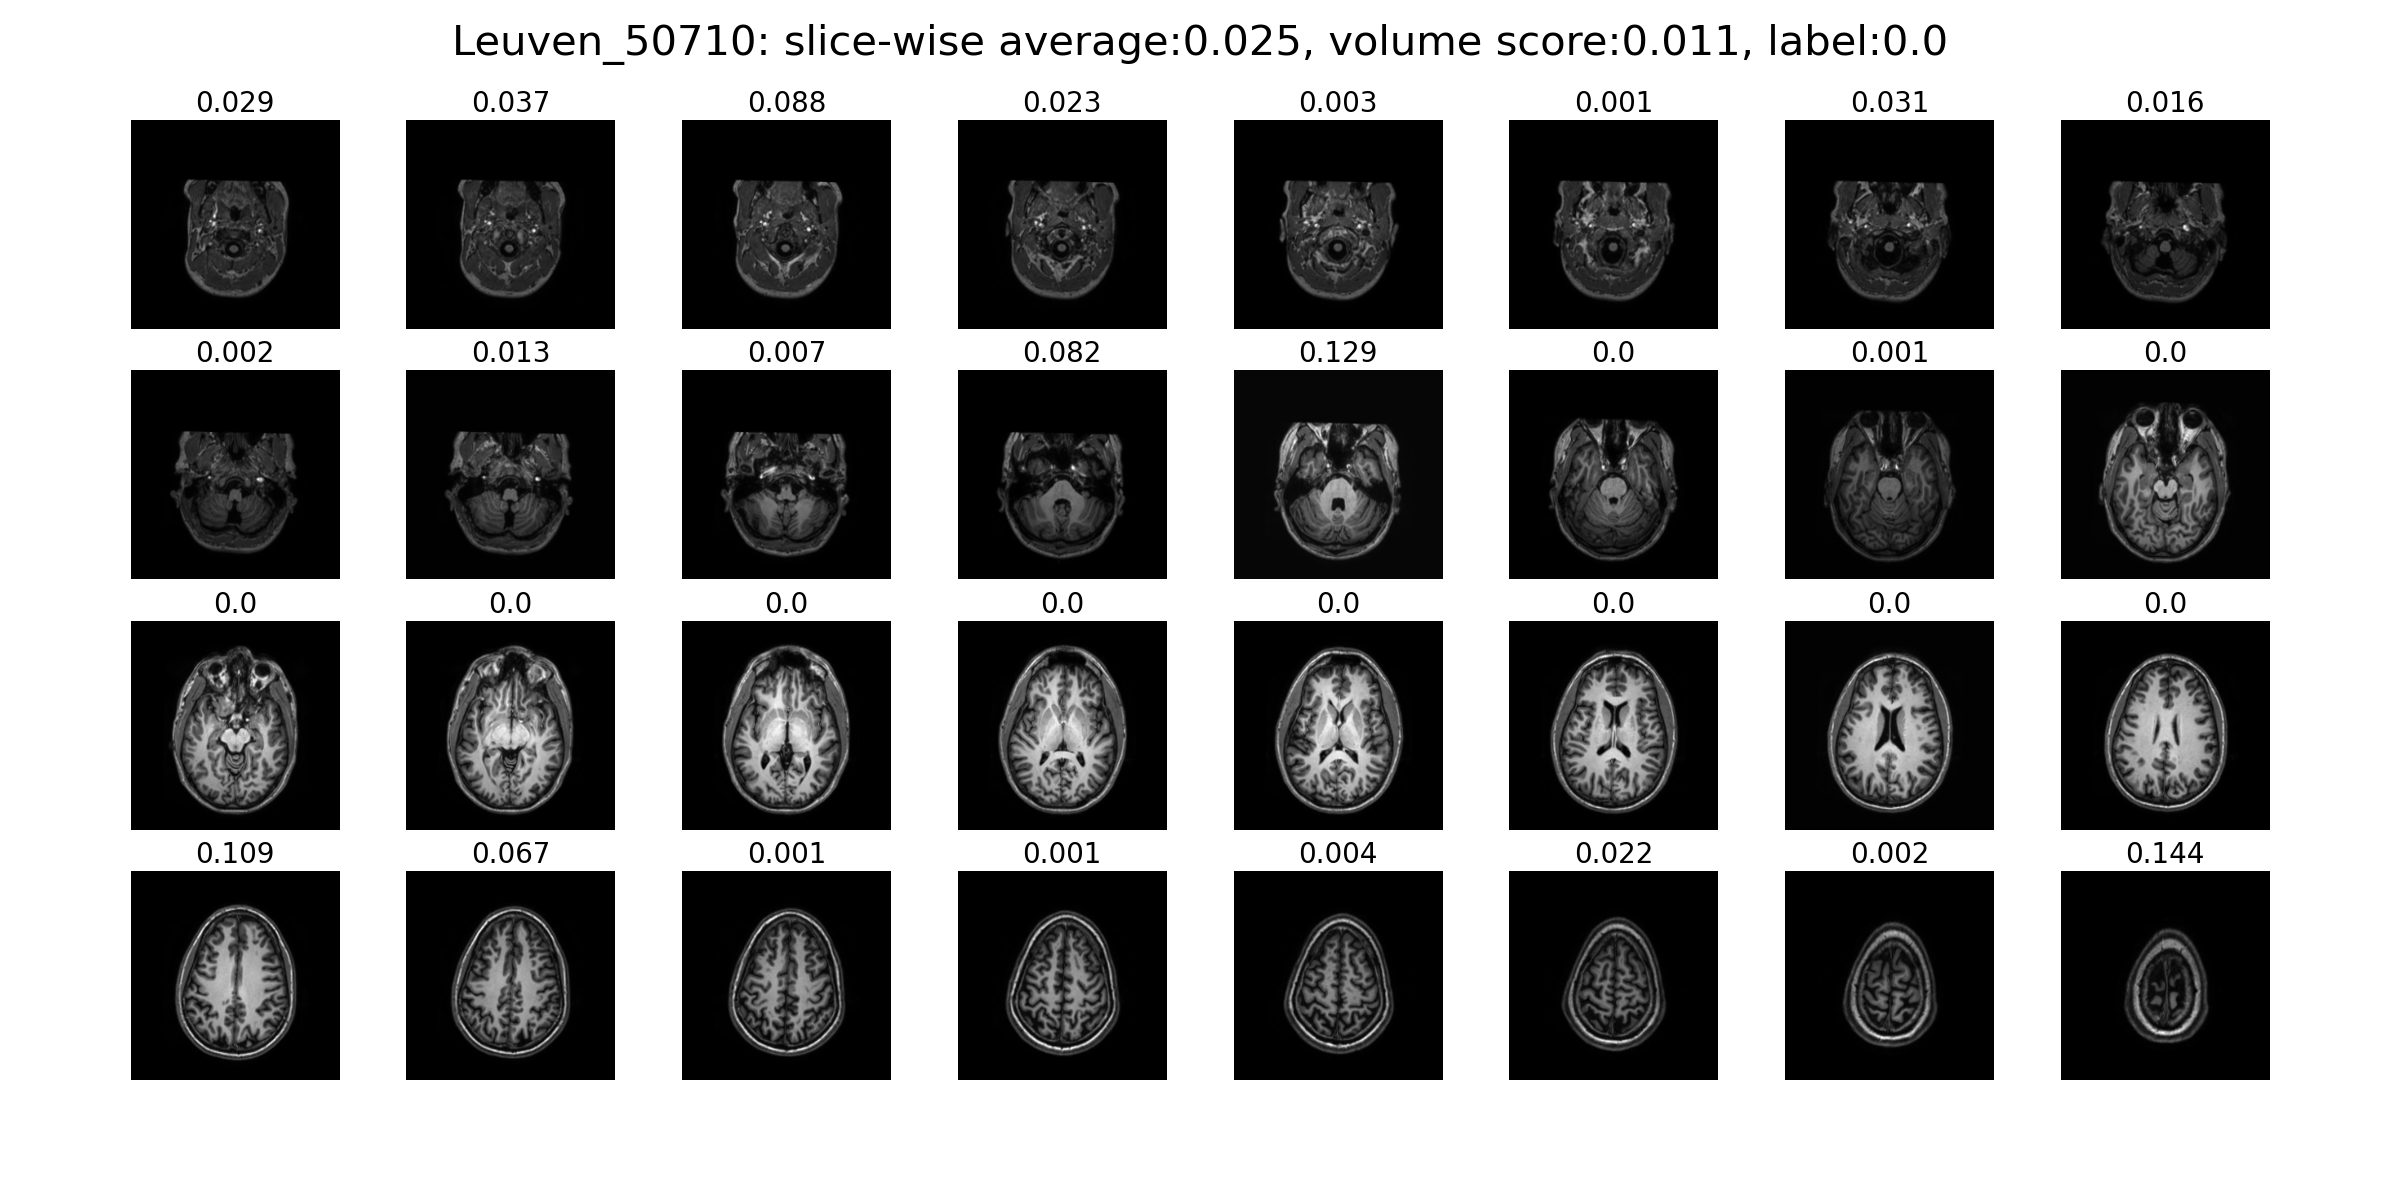 Leuven_50710: slice-wise average:0.025, volume score:0.011, label:0.0
0.029 0.037 0.088 0.023 0.003 0.001 0.031 0.016
0.002 0.013 0.007 0.082 0.129 0.0 0.001 0.0
0.0 0.0 0.0 0.0 0.0 0.0 0.0 0.0
0.109 0.067 0.001 0.001 0.004 0.022 0.002 0.144